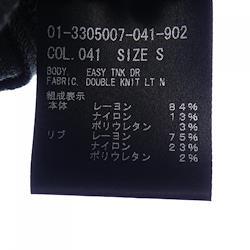 01-3305007-041-902
COL. 041 SIZE S
BODY. EASY TNK DR
FABRIC. DOUBLE KNIT LT N
組成表示
本体 レーヨン 84%
ナイロン 13%
ポリウレタン 3%
リブ レーヨン 75%
ナイロン 23%
ポリウレタン 2%